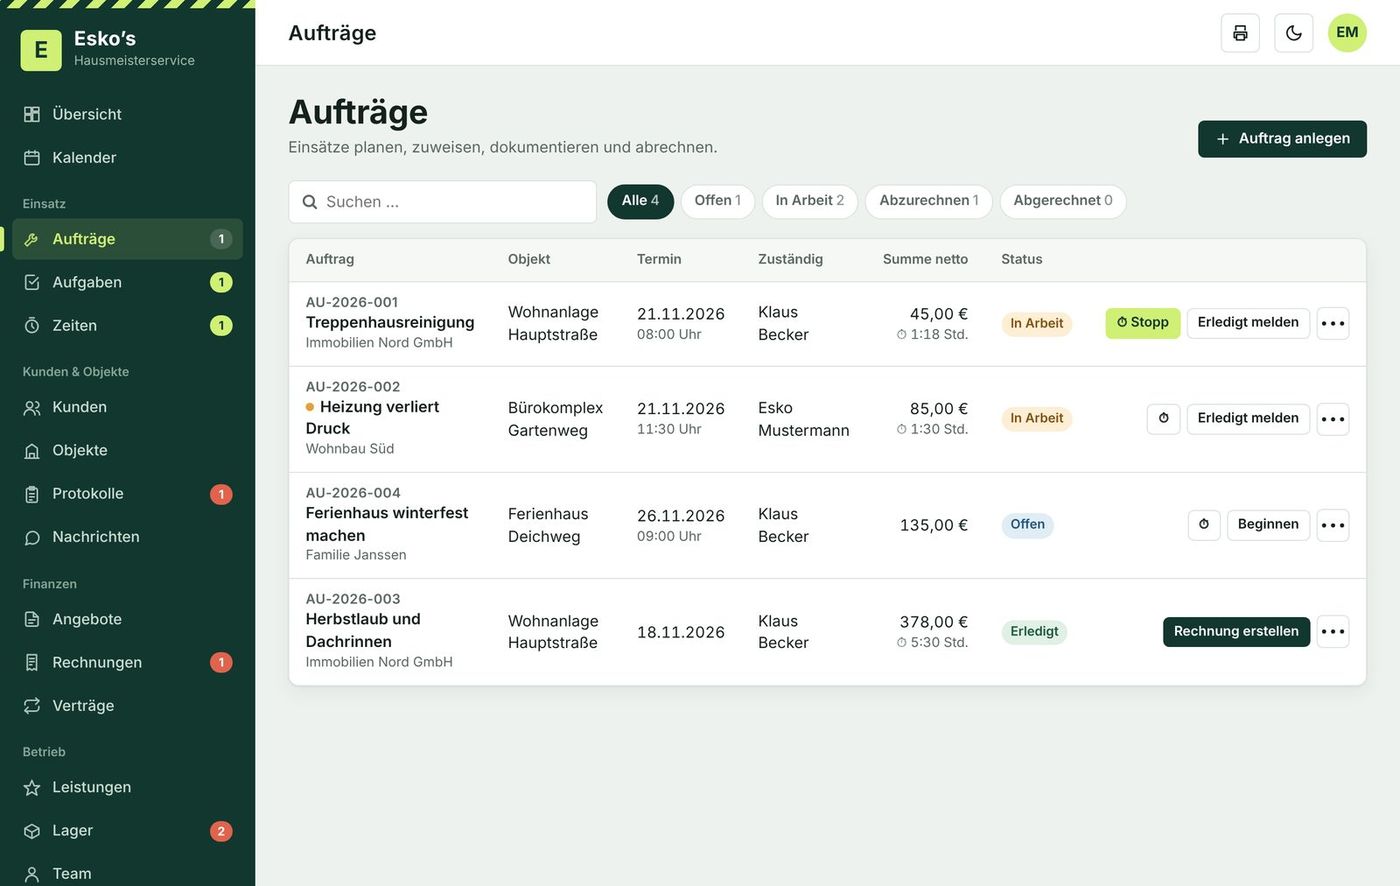 E
Esko’s
Hausmeisterservice
Übersicht
Kalender
Einsatz
Aufträge 1
Aufgaben 1
Zeiten 1
Kunden & Objekte
Kunden
Objekte
Protokolle 1
Nachrichten
Finanzen
Angebote
Rechnungen 1
Verträge
Betrieb
Leistungen
Lager 2
Team
Aufträge
EM
Aufträge
Einsätze planen, zuweisen, dokumentieren und abrechnen.
+ Auftrag anlegen
Suchen ...
Alle 4
Offen 1
In Arbeit 2
Abzurechnen 1
Abgerechnet 0
Auftrag Objekt Termin Zuständig Summe netto Status
AU-2026-001
Treppenhausreinigung
Immobilien Nord GmbH
Wohnanlage
Hauptstraße
21.11.2026
08:00 Uhr
Klaus
Becker
45,00 €
1:18 Std.
In Arbeit
Stopp
Erledigt melden
AU-2026-002
Heizung verliert
Druck
Wohnbau Süd
Bürokomplex
Gartenweg
21.11.2026
11:30 Uhr
Esko
Mustermann
85,00 €
1:30 Std.
In Arbeit
Erledigt melden
AU-2026-004
Ferienhaus winterfest
machen
Familie Janssen
Ferienhaus
Deichweg
26.11.2026
09:00 Uhr
Klaus
Becker
135,00 €
Offen
Beginnen
AU-2026-003
Herbstlaub und
Dachrinnen
Immobilien Nord GmbH
Wohnanlage
Hauptstraße
18.11.2026
Klaus
Becker
378,00 €
5:30 Std.
Erledigt
Rechnung erstellen